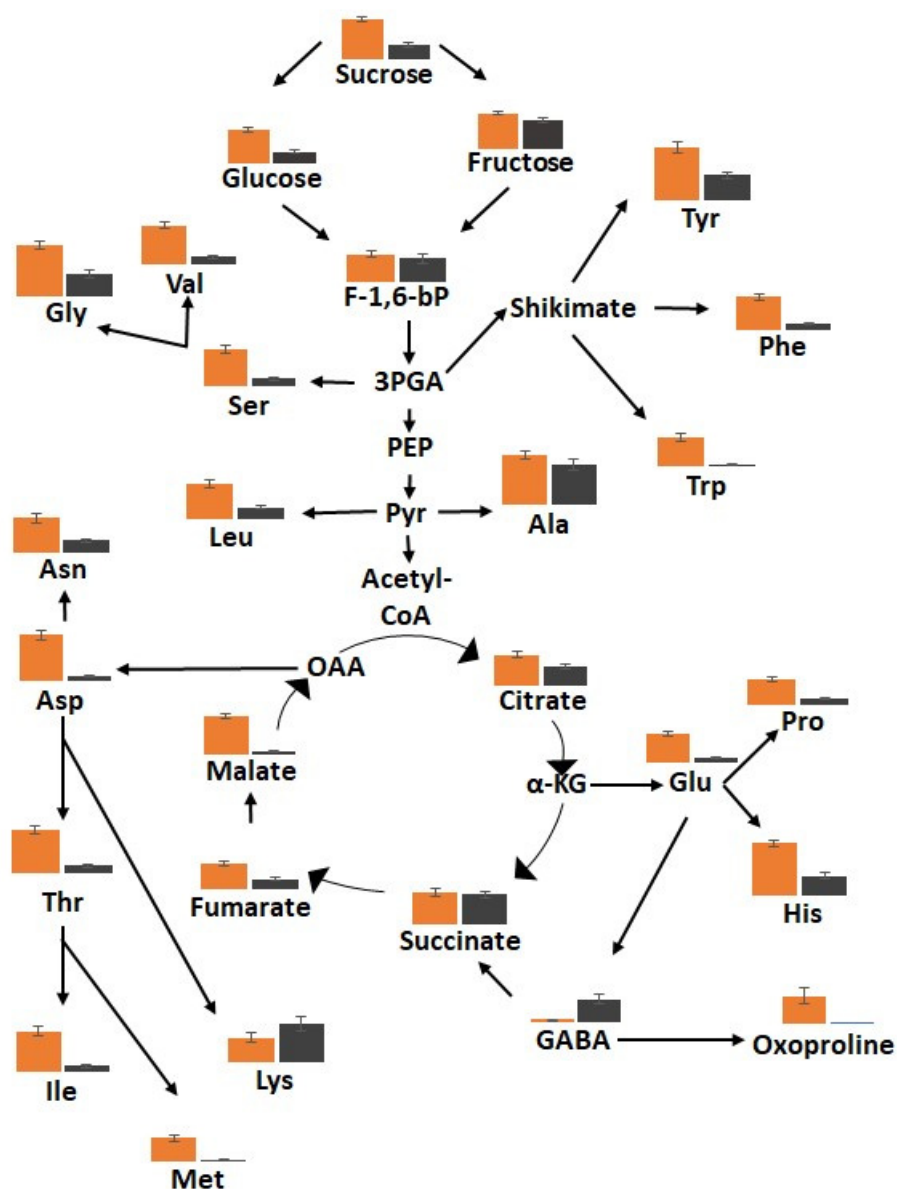 Sucrose
Glucose
Fructose
Tyr
Val
Gly
F-1,6-bP
Shikimate
Phe
3PGA
Ser
PEP
Trp
Leu
Pyr
Ala
Asn
Acetyl-
CoA
OAA
Asp
Citrate
Pro
Malate
α-KG
Glu
Thr
Fumarate
His
Succinate
GABA
Oxoproline
Ile
Lys
Met